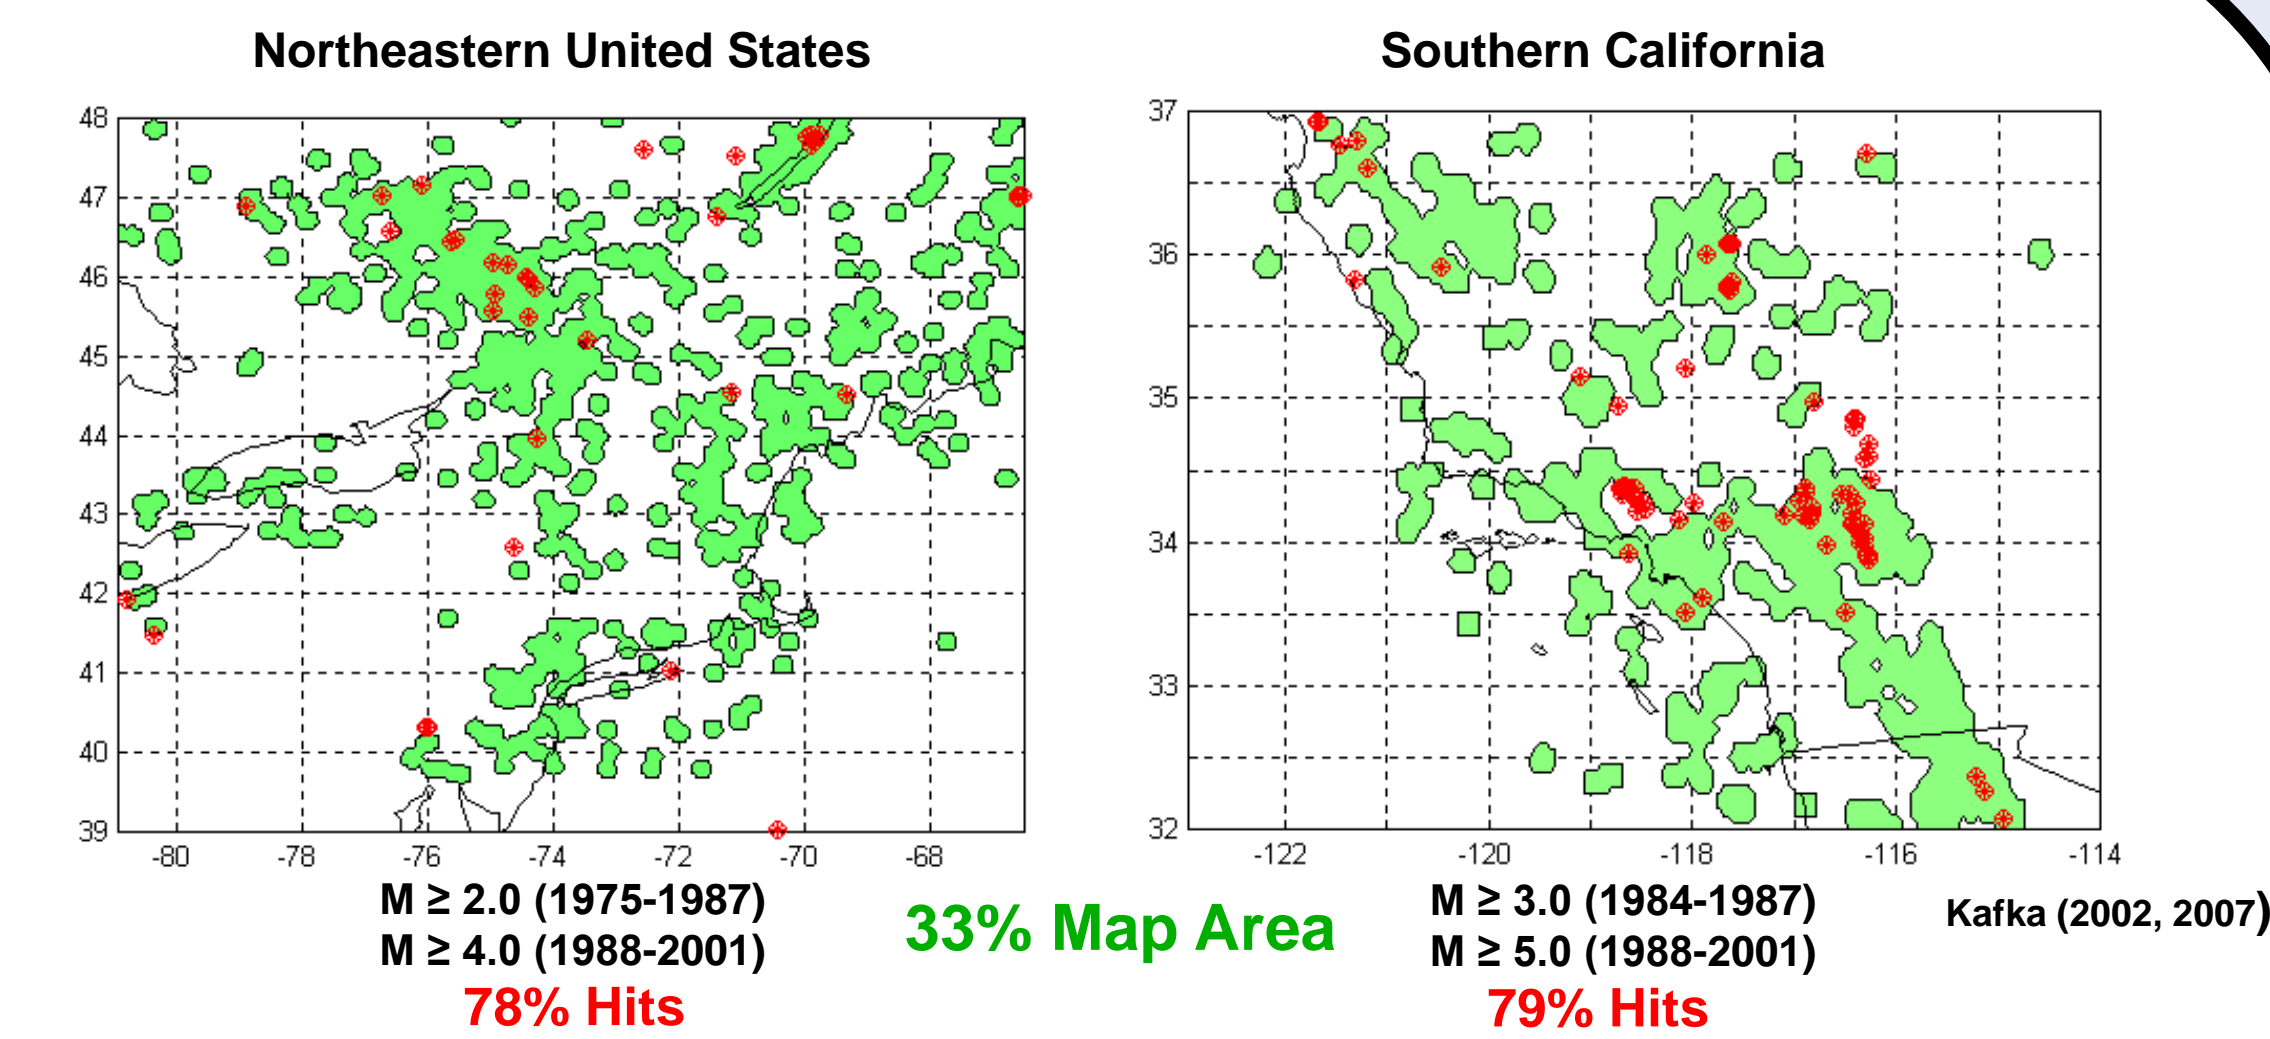 Northeastern United States
Southern California
48
47
46
45
44
43
42
41
40
39
-80 -78 -76 -74 -72 -70 -68
37
36
35
34
33
32
-122 -120 -118 -116 -114
M ≥ 2.0 (1975-1987)
M ≥ 4.0 (1988-2001)
78% Hits
33% Map Area
M ≥ 3.0 (1984-1987)
M ≥ 5.0 (1988-2001)
79% Hits
Kafka (2002, 2007)